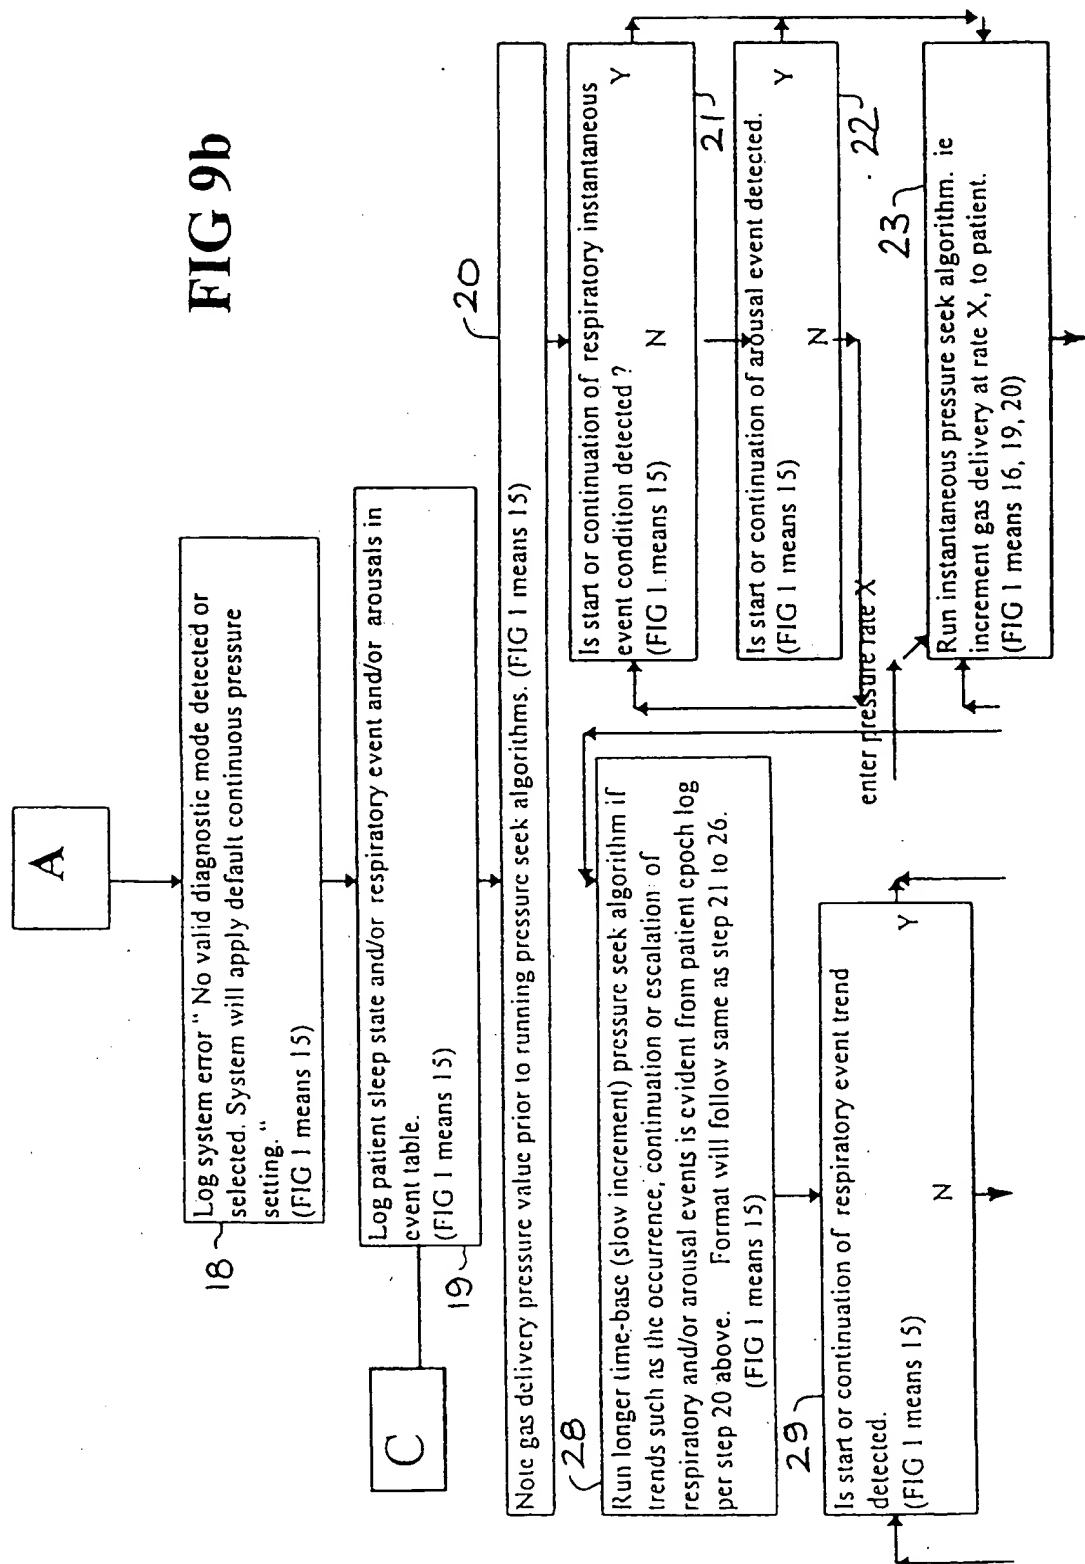 FIG 9b
A
Log system error “ No valid diagnostic mode detected or
selected. System will apply default continuous pressure
setting.“
(FIG 1 means 15)
18
C
Log patient sleep state and/or respiratory event and/or arousals in
event table.
(FIG 1 means 15)
19
Note gas delivery pressure value prior to running pressure seek algorithms. (FIG 1 means 15)
20
Is start or continuation of respiratory instantaneous
event condition detected ?
(FIG 1. means 15)
N
Y
21
Is start or continuation of arousal event detected.
(FIG 1 means 15)
N
Y
22
enter pressure rate X
23
Run instantaneous pressure seek algorithm. ie
increment gas delivery at rate X, to patient.
(FIG 1 means 16, 19, 20)
28
Run longer time-base (slow increment) pressure seek algorithm if
trends such as the occurrence, continuation or escalation of
respiratory and/or arousal events is evident from patient epoch log
per step 20 above. Format will follow same as step 21 to 26.
(FIG 1 means 15)
29
Is start or continuation of respiratory event trend
detected.
(FIG 1 means 15)
N
Y